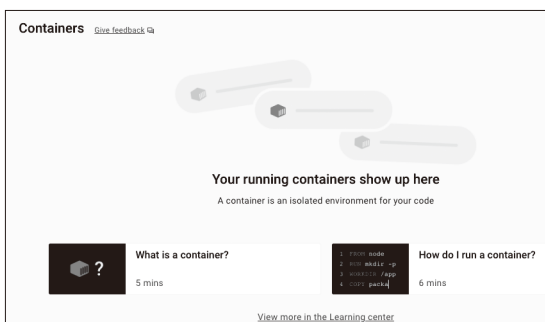 Containers Give feedback
Your running containers show up here
A container is an isolated environment for your code
?
What is a container?
5 mins
1 FROM node
2 RUN mkdir -p
3 WORKDIR /app
4 COPY packa
How do I run a container?
6 mins
View more in the Learning center